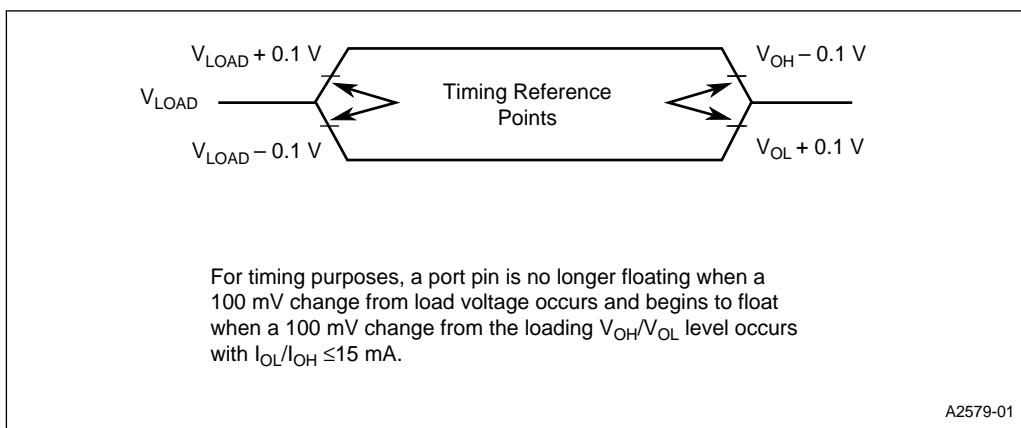 V_LOAD + 0.1 V
V_OH – 0.1 V
V_LOAD
Timing Reference
Points
V_LOAD – 0.1 V
V_OL + 0.1 V
For timing purposes, a port pin is no longer floating when a
100 mV change from load voltage occurs and begins to float
when a 100 mV change from the loading V_OH/V_OL level occurs
with I_OL/I_OH ≤15 mA.
A2579-01